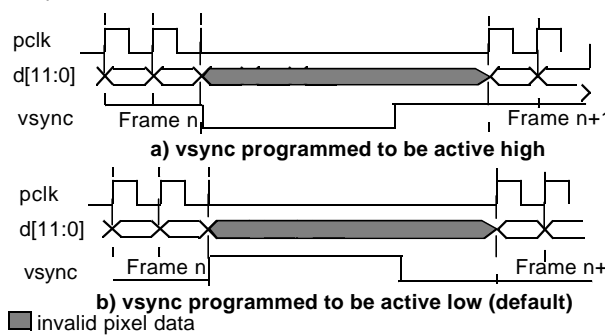 pclk
d[11:0]
vsync Frame n Frame n+1
a) vsync programmed to be active high
pclk
d[11:0]
vsync Frame n Frame n+
b) vsync programmed to be active low (default)
invalid pixel data